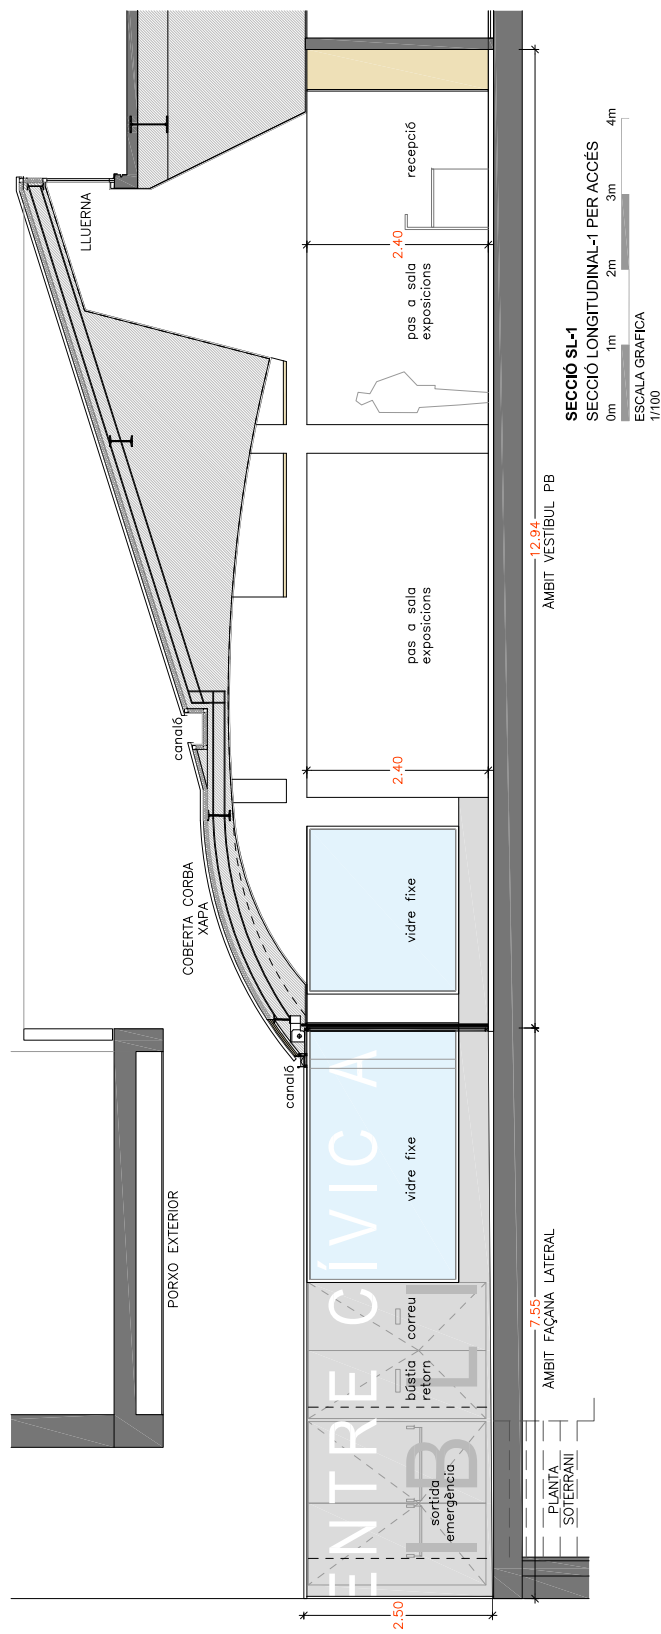 LLUERNA
recepció
2.40
pas a sala
exposicions
canaló
pas a sala
exposicions
2.40
COBERTA CORBA
XAPA
vidre fixe
canaló
PORXO EXTERIOR
ENTRE CÍVIC A
vidre fixe
bústia correu
retorn
IBLI
sortida
emergència
2.50
12.94
ÀMBIT VESTÍBUL PB
7.55
ÀMBIT FAÇANA LATERAL
PLANTA
SOTERRANI
SECCIÓ SL-1
SECCIÓ LONGITUDINAL-1 PER ACCÉS
0m 1m 2m 3m 4m
ESCALA GRAFICA
1/100